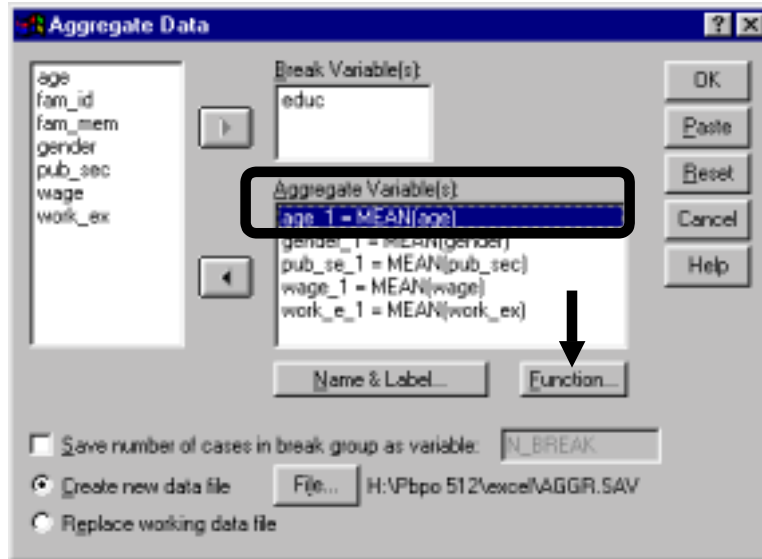 Aggregate Data
age
fam_id
fam_mem
gender
pub_sec
wage
work_ex
Break Variable(s):
educ
Aggregate Variable(s):
age_1 = MEAN(age)
gender_1 = MEAN(gender)
pub_se_1 = MEAN(pub_sec)
wage_1 = MEAN(wage)
work_e_1 = MEAN(work_ex)
Name & Label...
Function...
OK
Paste
Reset
Cancel
Help
Save number of cases in break group as variable: N_BREAK
Create new data file File... H:\Pbpo 512\excel\AGGR.SAV
Replace working data file